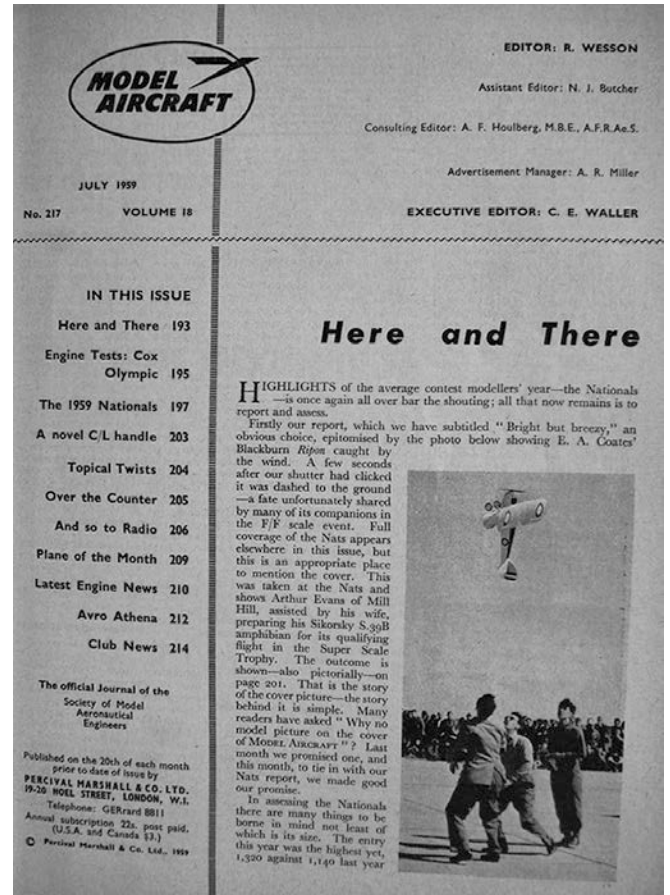 MODEL
AIRCRAFT
JULY 1959
No. 217 VOLUME 18
EDITOR: R. WESSON
Assistant Editor: N. J. Butcher
Consulting Editor: A. F. Houlberg, M.B.E., A.F.R.Ae.S.
Advertisement Manager: A. R. Miller
EXECUTIVE EDITOR: C. E. WALLER
IN THIS ISSUE
Here and There 193
Engine Tests: Cox
Olympic 195
The 1959 Nationals 197
A novel C/L handle 203
Topical Twists 204
Over the Counter 205
And so to Radio 206
Plane of the Month 209
Latest Engine News 210
Avro Athena 212
Club News 214
The official Journal of the
Society of Model
Aeronautical
Engineers
Published on the 20th of each month
prior to date of issue by
PERCIVAL MARSHALL & CO. LTD.
19-20 NOEL STREET, LONDON, W.1.
Telephone: GERrard 8811
Annual subscription 22s. post paid.
(U.S.A. and Canada $3.)
© Percival Marshall & Co. Ltd., 1959
Here and There
HIGHLIGHTS of the average contest modellers' year—the Nationals
—is once again all over bar the shouting; all that now remains is to
report and assess.
Firstly our report, which we have subtitled "Bright but breezy," an
obvious choice, epitomised by the photo below showing E. A. Coates'
Blackburn Ripon caught by
the wind. A few seconds
after our shutter had clicked
it was dashed to the ground
—a fate unfortunately shared
by many of its companions in
the F/F scale event. Full
coverage of the Nats appears
elsewhere in this issue, but
this is an appropriate place
to mention the cover. This
was taken at the Nats and
shows Arthur Evans of Mill
Hill, assisted by his wife,
preparing his Sikorsky S.39B
amphibian for its qualifying
flight in the Super Scale
Trophy. The outcome is
shown—also pictorially—on
page 201. That is the story
of the cover picture—the story
behind it is simple. Many
readers have asked "Why no
model picture on the cover
of MODEL AIRCRAFT"? Last
month we promised one, and
this month, to tie in with our
Nats report, we made good
our promise.
In assessing the Nationals
there are many things to be
borne in mind not least of
which is its size. The entry
this year was the highest yet,
1,320 against 1,140 last year